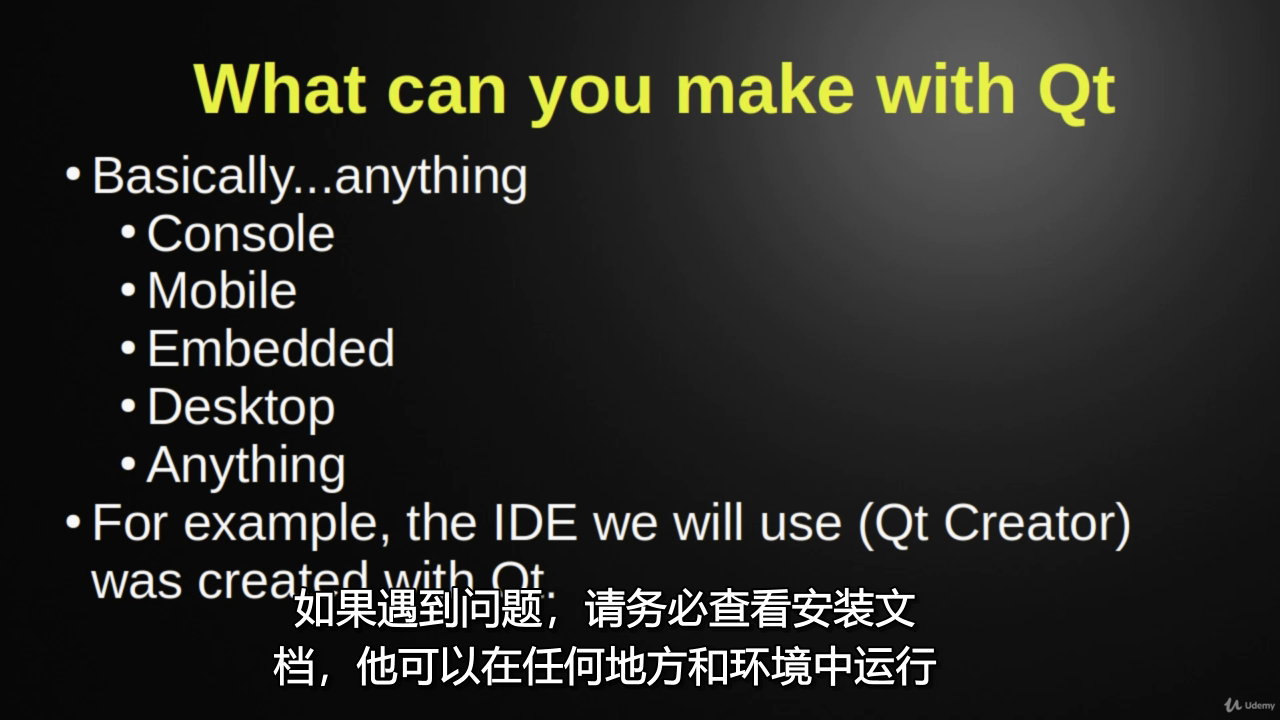 What can you make with Qt
• Basically...anything
• Console
• Mobile
• Embedded
• Desktop
• Anything
• For example, the IDE we will use (Qt Creator)
was created with Qt.
如果遇到问题，请务必查看安装文
档，他可以在任何地方和环境中运行
Udemy